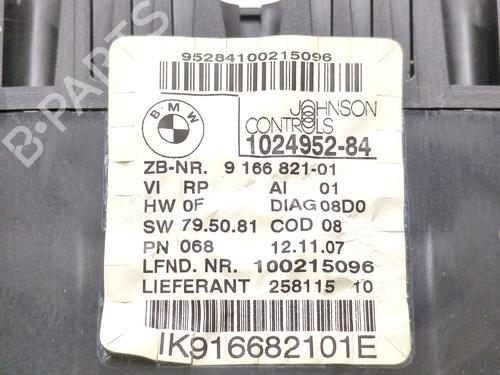 95284100215096
BMW
JOHNSON
CONTROLS
1024952-84
ZB-NR. 9 166 821-01
VI RP AI 01
HW 0F DIAG 08D0
SW 79.50.81 COD 08
PN 068 12.11.07
LFND. NR. 100215096
LIEFERANT 258115 10
IK916682101E
B-PARTS